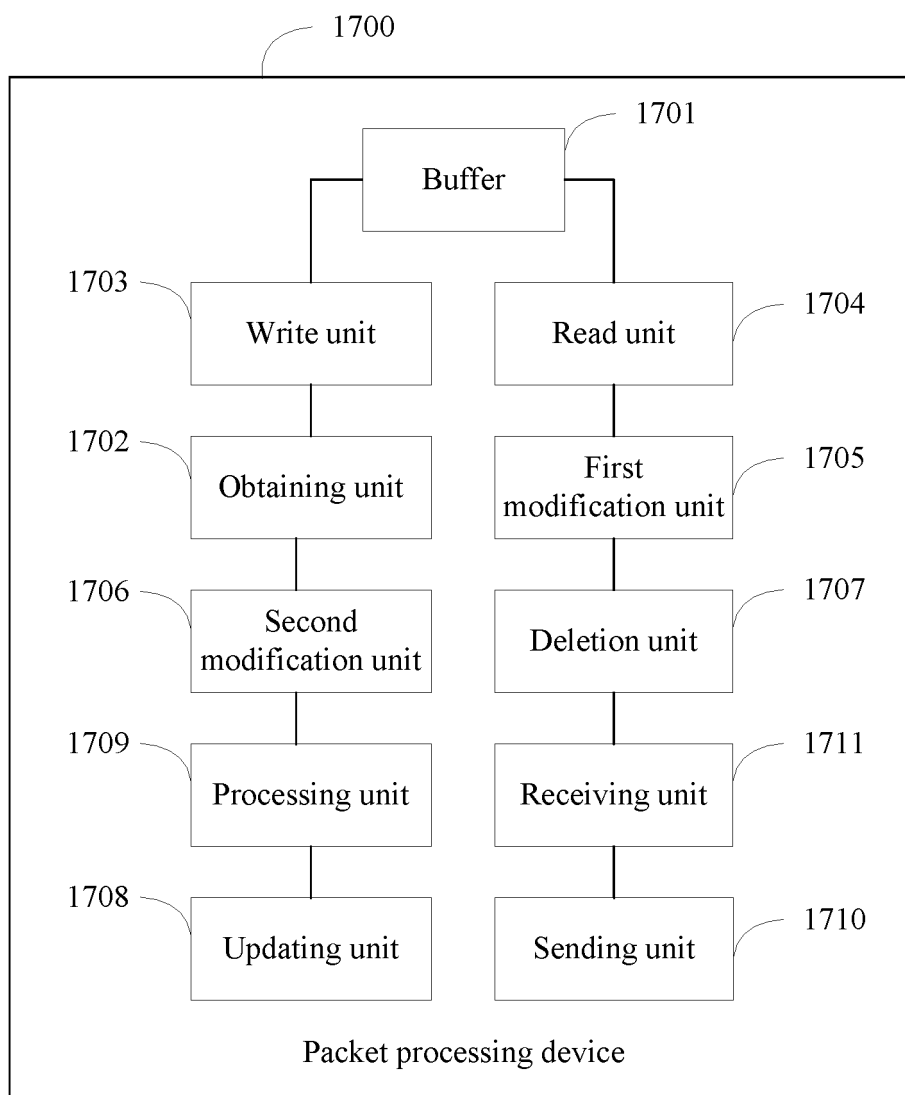 1700
1701
Buffer
1703
1704
Write unit
Read unit
1702
1705
Obtaining unit
First
modification unit
1706
1707
Second
modification unit
Deletion unit
1709
1711
Processing unit
Receiving unit
1708
1710
Updating unit
Sending unit
Packet processing device